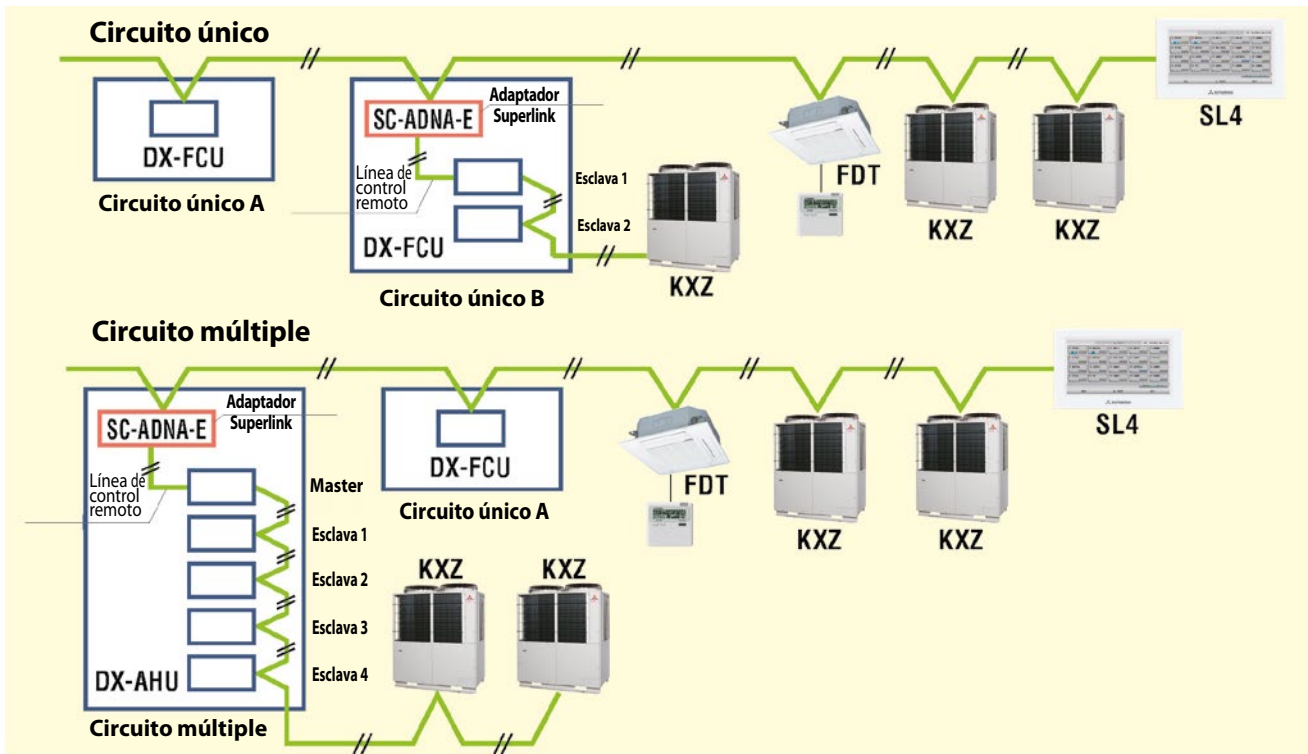 Circuito único
DX-FCU
Circuito único A
SC-ADNA-E
Adaptador
Superlink
Línea de
control
remoto
Esclava 1
Esclava 2
DX-FCU
Circuito único B
KXZ
FDT
KXZ
KXZ
SL4
Circuito múltiple
SC-ADNA-E
Adaptador
Superlink
Línea de
control
remoto
Master
Esclava 1
Esclava 2
Esclava 3
Esclava 4
DX-AHU
Circuito múltiple
DX-FCU
Circuito único A
KXZ
KXZ
FDT
KXZ
KXZ
SL4